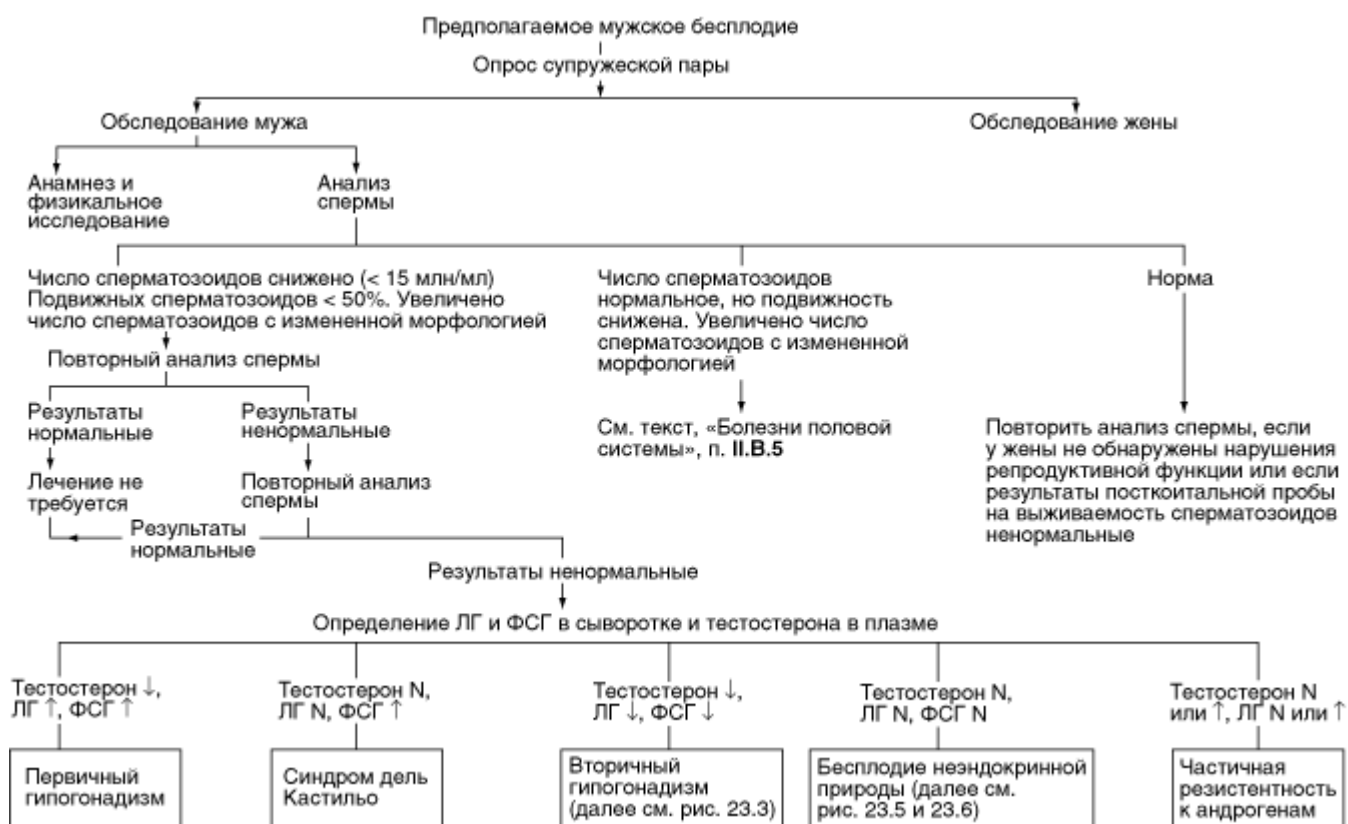 Предполагаемое мужское бесплодие
Опрос супружеской пары
Обследование мужа
Обследование жены
Анамнез и
физикальное
исследование
Анализ
спермы
Число сперматозоидов снижено (< 15 млн/мл)
Подвижных сперматозоидов < 50%. Увеличено
число сперматозоидов с измененной морфологией
Число сперматозоидов
нормальное, но подвижность
снижена. Увеличено число
сперматозоидов с измененной
морфологией
Норма
Повторный анализ спермы
Результаты
нормальные
Результаты
ненормальные
См. текст, «Болезни половой
системы», п. II.B.5
Повторить анализ спермы, если
у жены не обнаружены нарушения
репродуктивной функции или если
результаты посткоитальной пробы
на выживаемость сперматозоидов
ненормальные
Лечение не
требуется
Повторный анализ
спермы
Результаты
нормальные
Результаты ненормальные
Определение ЛГ и ФСГ в сыворотке и тестостерона в плазме
Тестостерон ↓,
ЛГ ↑, ФСГ ↑
Тестостерон N,
ЛГ N, ФСГ ↑
Тестостерон ↓,
ЛГ ↓, ФСГ ↓
Тестостерон N,
ЛГ N, ФСГ N
Тестостерон N
или ↑, ЛГ N или ↑
Первичный
гипогонадизм
Синдром дель
Кастильо
Вторичный
гипогонадизм
(далее см. рис. 23.3)
Бесплодие неэндокринной
природы (далее см.
рис. 23.5 и 23.6)
Частичная
резистентность
к андрогенам